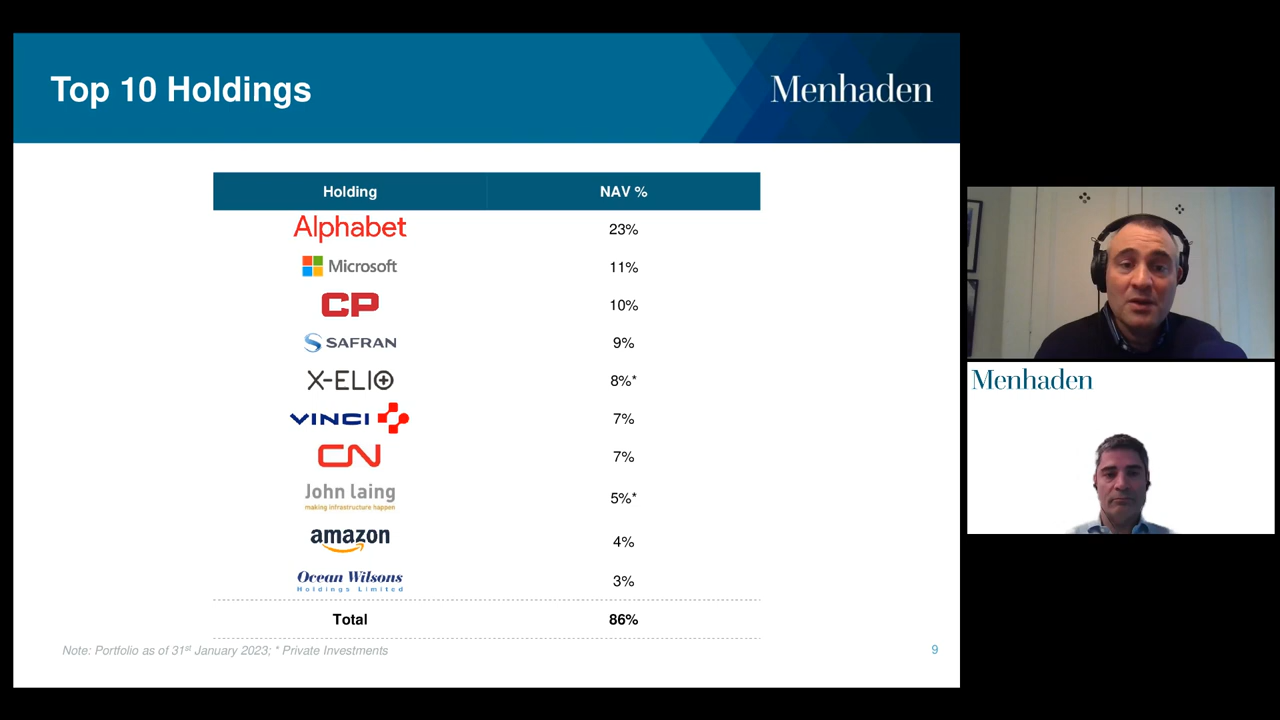 Top 10 Holdings
Menhaden
Holding NAV %
Alphabet 23%
Microsoft 11%
CP 10%
SAFRAN 9%
X-ELIO 8%*
VINCI 7%
CN 7%
John laing 5%*
making infrastructure happen
amazon 4%
Ocean Wilsons 3%
Holdings Limited
Total 86%
Note: Portfolio as of 31st January 2023; * Private Investments
9
Menhaden